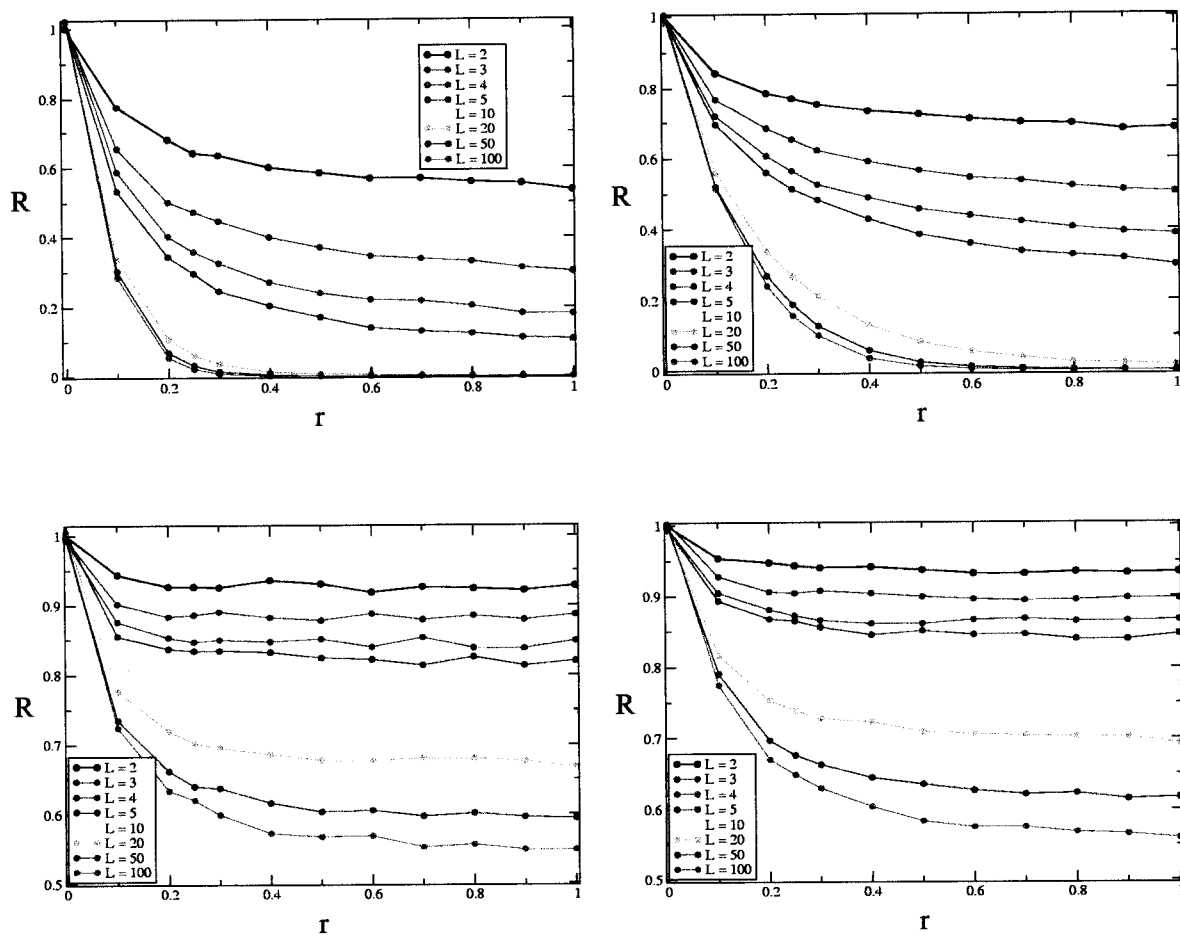 1
0.8
0.6
R
0.4
0.2
0
0
0.2
0.4
0.6
0.8
1
r
L = 2
L = 3
L = 4
L = 5
L = 10
L = 20
L = 50
L = 100
1
0.8
0.6
R
0.4
0.2
0
0
0.2
0.4
0.6
0.8
1
r
L = 2
L = 3
L = 4
L = 5
L = 10
L = 20
L = 50
L = 100
1
0.9
0.8
R
0.7
0.6
0.5
0
0.2
0.4
0.6
0.8
1
r
L = 2
L = 3
L = 4
L = 5
L = 10
L = 20
L = 50
L = 100
1
0.9
0.8
R
0.7
0.6
0.5
0
0.2
0.4
0.6
0.8
1
r
L = 2
L = 3
L = 4
L = 5
L = 10
L = 20
L = 50
L = 100